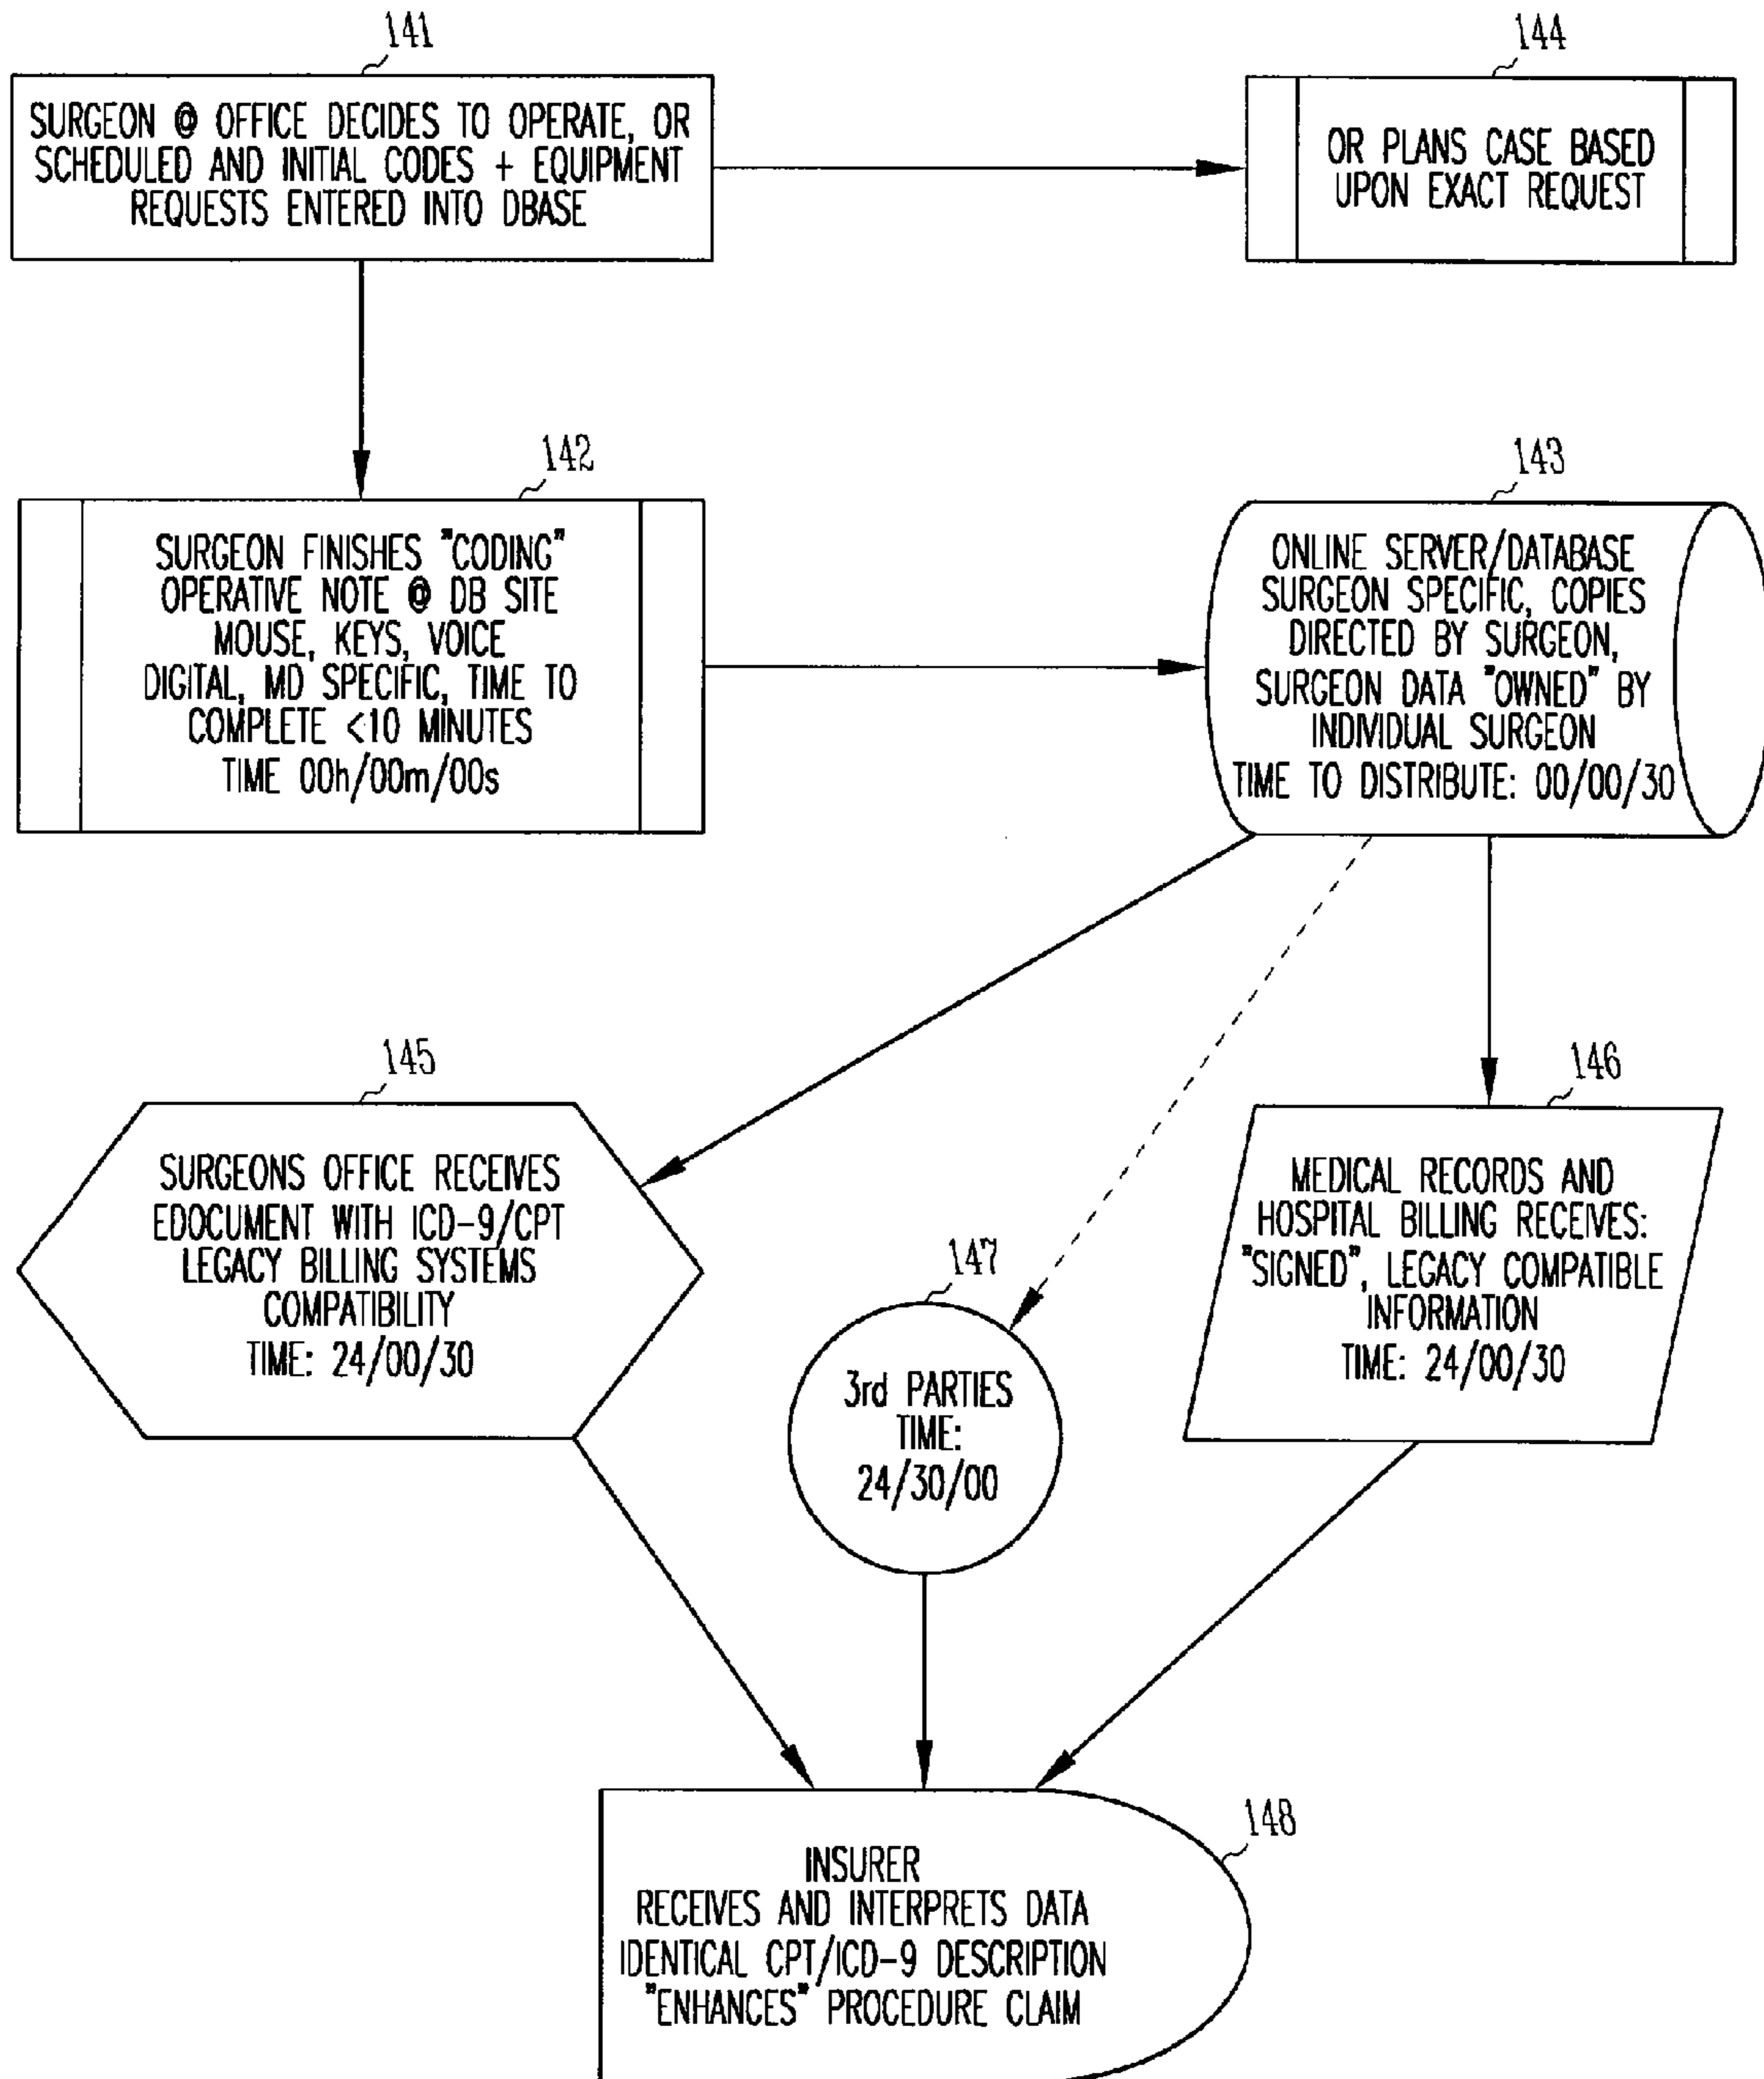 141
SURGEON @ OFFICE DECIDES TO OPERATE, OR
SCHEDULED AND INITIAL CODES + EQUIPMENT
REQUESTS ENTERED INTO DBASE
144
OR PLANS CASE BASED
UPON EXACT REQUEST
142
SURGEON FINISHES "CODING"
OPERATIVE NOTE @ DB SITE
MOUSE, KEYS, VOICE
DIGITAL, MD SPECIFIC, TIME TO
COMPLETE <10 MINUTES
TIME 00h/00m/00s
143
ONLINE SERVER/DATABASE
SURGEON SPECIFIC, COPIES
DIRECTED BY SURGEON,
SURGEON DATA "OWNED" BY
INDIVIDUAL SURGEON
TIME TO DISTRIBUTE: 00/00/30
145
SURGEONS OFFICE RECEIVES
EDOCUMENT WITH ICD-9/CPT
LEGACY BILLING SYSTEMS
COMPATIBILITY
TIME: 24/00/30
147
3rd PARTIES
TIME:
24/30/00
146
MEDICAL RECORDS AND
HOSPITAL BILLING RECEIVES:
"SIGNED", LEGACY COMPATIBLE
INFORMATION
TIME: 24/00/30
148
INSURER
RECEIVES AND INTERPRETS DATA
IDENTICAL CPT/ICD-9 DESCRIPTION
"ENHANCES" PROCEDURE CLAIM